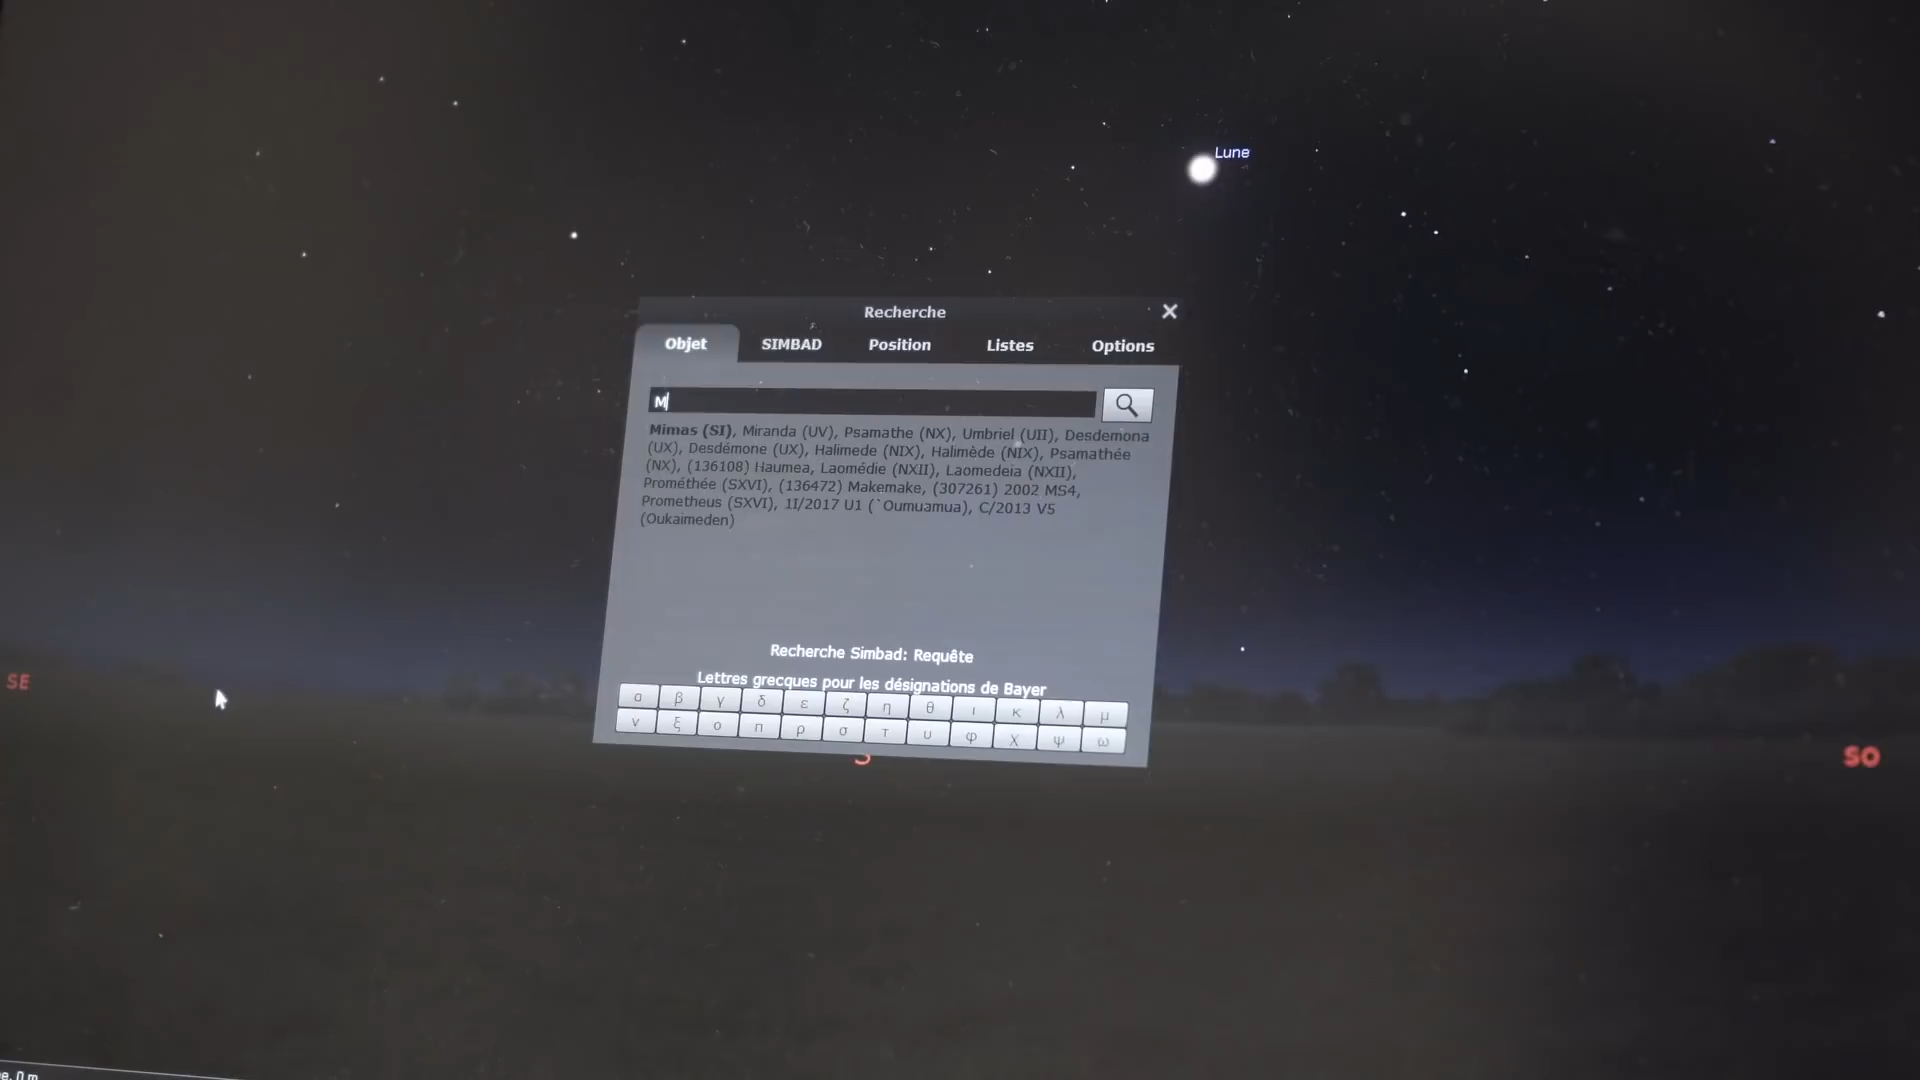 Lune
Recherche
Objet SIMBAD Position Listes Options
M
Mimas (SI), Miranda (UV), Psamathe (NX), Umbriel (UII), Desdemona
(UX), Desdémone (UX), Halimede (NIX), Halimède (NIX), Psamathée
(NX), (136108) Haumea, Laomédie (NXII), Laomedeia (NXII),
Prométhée (SXVI), (136472) Makemake, (307261) 2002 MS4,
Prometheus (SXVI), 1I/2017 U1 (`Oumuamua), C/2013 V5
(Oukaimeden)
Recherche Simbad: Requête
Lettres grecques pour les désignations de Bayer
α β γ δ ε ζ η θ ι κ λ μ
ν ξ ο π ρ σ τ υ φ χ ψ ω
SE
S
SO